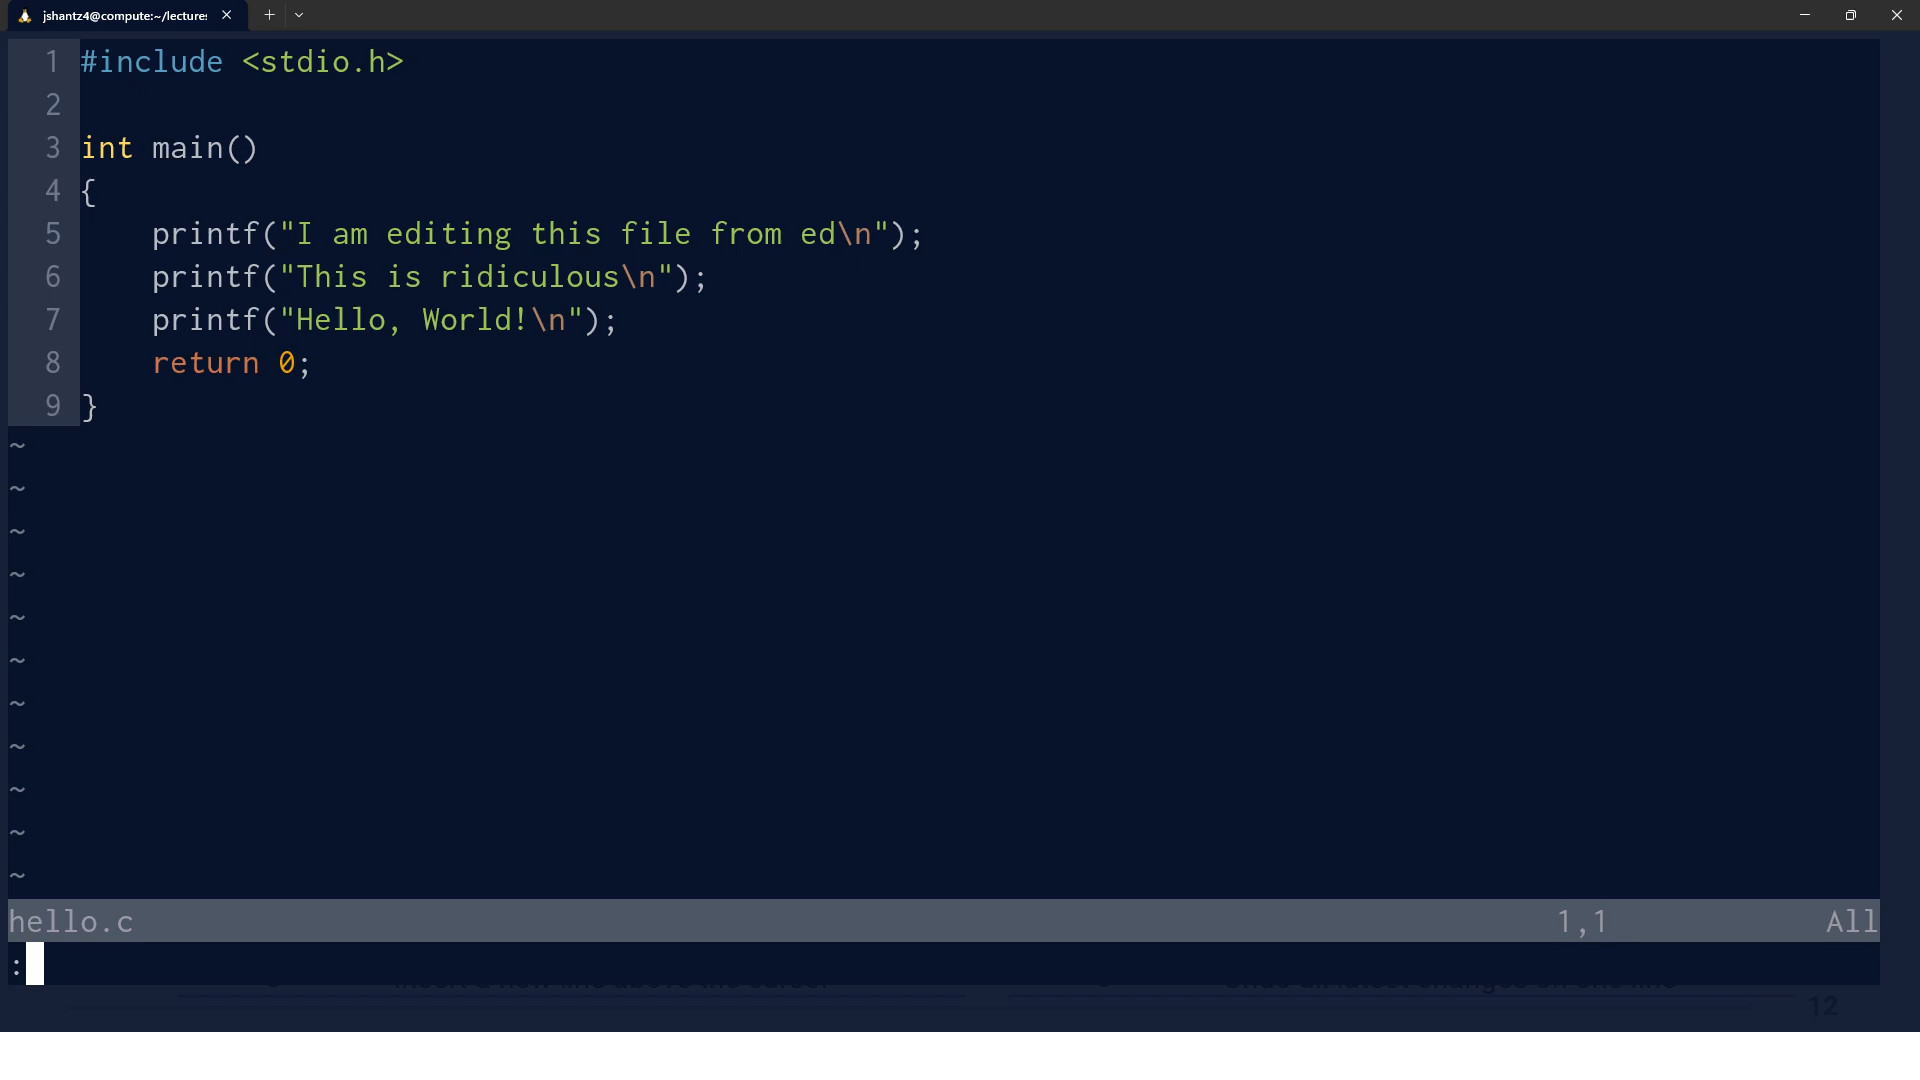 jshantz4@compute:~/lecture:
1 #include <stdio.h>
2
3 int main()
4 {
5     printf("I am editing this file from ed\n");
6     printf("This is ridiculous\n");
7     printf("Hello, World!\n");
8     return 0;
9 }
~
~
~
~
~
~
~
~
~
~
~
hello.c 1,1 All
:
12